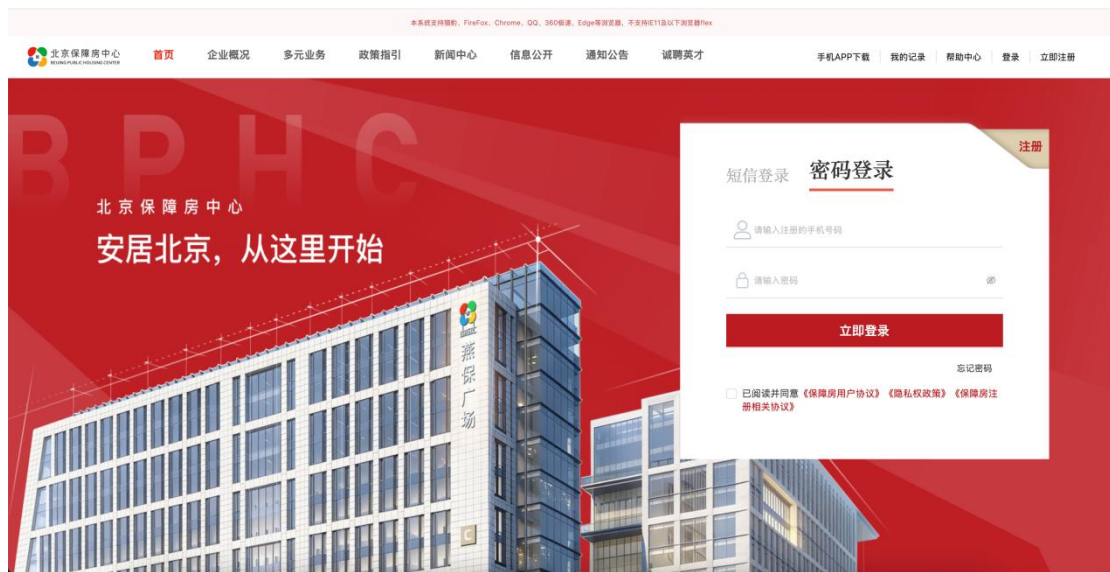 本系统支持猎豹、FireFox、Chrome、QQ、360极速、Edge等浏览器，不支持IE11及以下浏览器flex
北京保障房中心
BEIJING PUBLIC HOUSING CENTER
首页 企业概况 多元业务 政策指引 新闻中心 信息公开 通知公告 诚聘英才 手机APP下载 我的记录 帮助中心 登录 立即注册
BPHC
北京保障房中心
安居北京，从这里开始
燕保广场
C
注册
短信登录 密码登录
请输入注册的手机号码
请输入密码
立即登录
忘记密码
已阅读并同意《保障房用户协议》《隐私权政策》《保障房注
册相关协议》